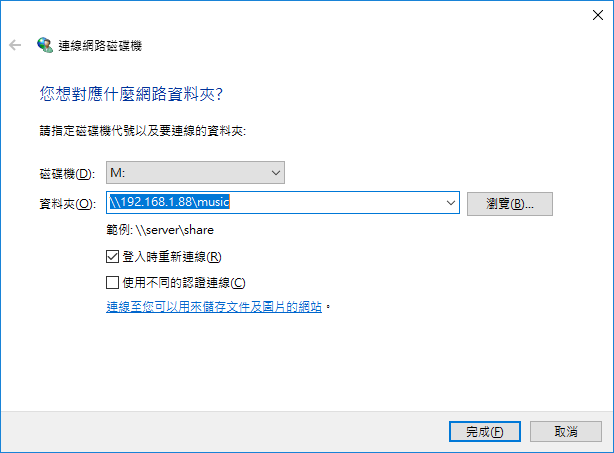 連線網路磁碟機
您想對應什麼網路資料夾?
請指定磁碟機代號以及要連線的資料夾:
磁碟機(D): M:
資料夾(O): \\192.168.1.88\music 瀏覽(B)...
範例: \\server\share
登入時重新連線(R)
使用不同的認證連線(C)
連線至您可以用來儲存文件及圖片的網站。
完成(F) 取消